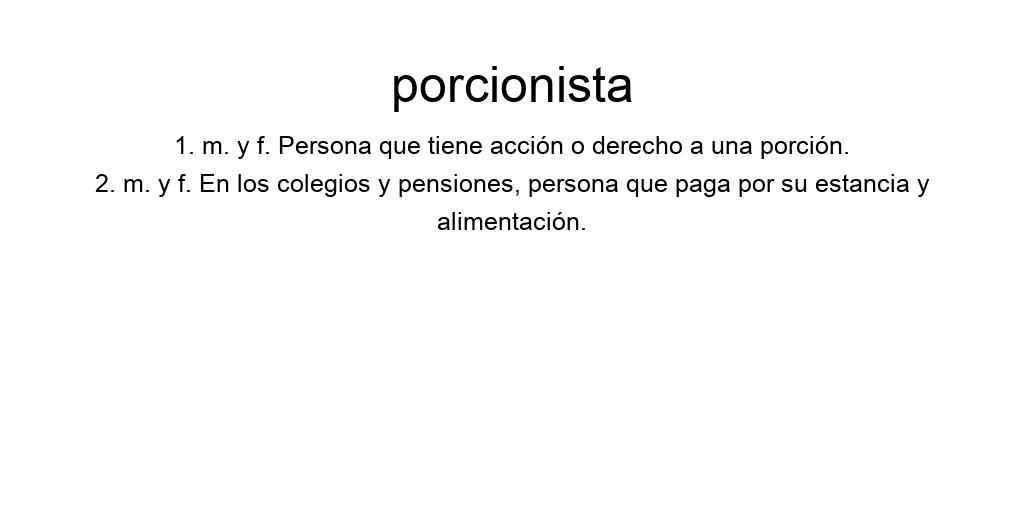 porcionista
1. m. y f. Persona que tiene acción o derecho a una porción.
2. m. y f. En los colegios y pensiones, persona que paga por su estancia y
alimentación.